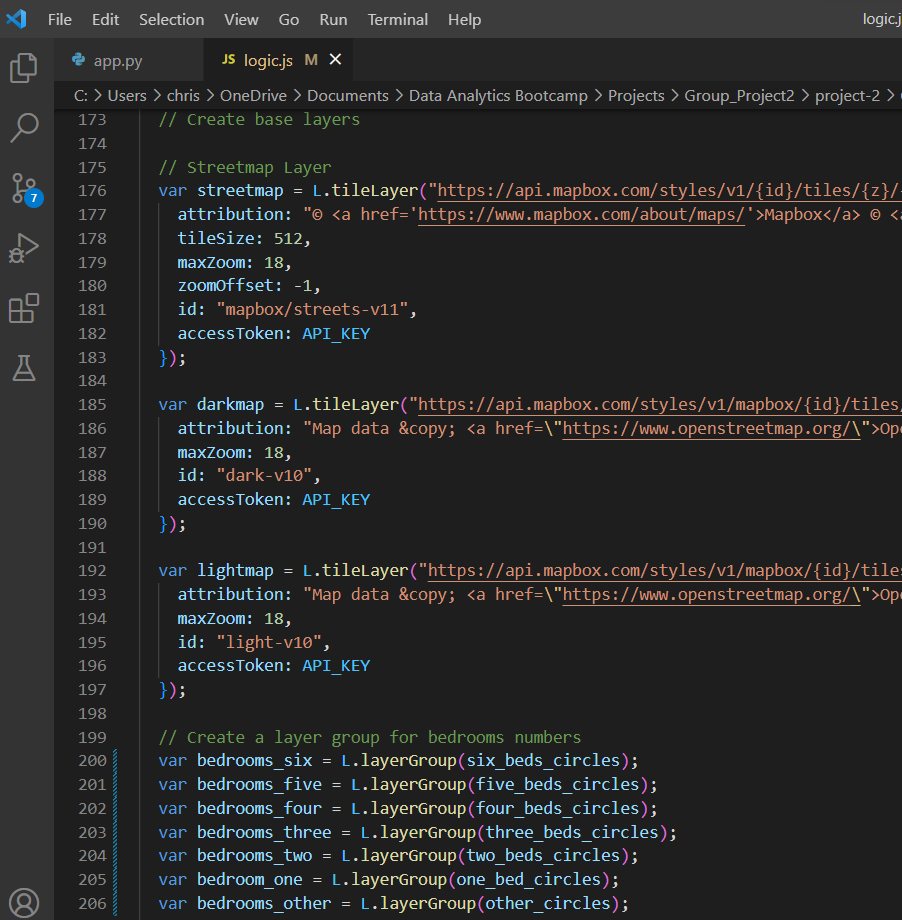 File Edit Selection View Go Run Terminal Help logic.j
app.py JS logic.js M
C: > Users > chris > OneDrive > Documents > Data Analytics Bootcamp > Projects > Group_Project2 > project-2 >
7
173 // Create base layers
174
175 // Streetmap Layer
176 var streetmap = L.tileLayer("https://api.mapbox.com/styles/v1/{id}/tiles/{z}/
177 attribution: "© <a href='https://www.mapbox.com/about/maps/'>Mapbox</a> © <
178 tileSize: 512,
179 maxZoom: 18,
180 zoomOffset: -1,
181 id: "mapbox/streets-v11",
182 accessToken: API_KEY
183 });
184
185 var darkmap = L.tileLayer("https://api.mapbox.com/styles/v1/mapbox/{id}/tiles
186 attribution: "Map data &copy; <a href=\"https://www.openstreetmap.org/\">Op
187 maxZoom: 18,
188 id: "dark-v10",
189 accessToken: API_KEY
190 });
191
192 var lightmap = L.tileLayer("https://api.mapbox.com/styles/v1/mapbox/{id}/tile
193 attribution: "Map data &copy; <a href=\"https://www.openstreetmap.org/\">Op
194 maxZoom: 18,
195 id: "light-v10",
196 accessToken: API_KEY
197 });
198
199 // Create a layer group for bedrooms numbers
200 var bedrooms_six = L.layerGroup(six_beds_circles);
201 var bedrooms_five = L.layerGroup(five_beds_circles);
202 var bedrooms_four = L.layerGroup(four_beds_circles);
203 var bedrooms_three = L.layerGroup(three_beds_circles);
204 var bedrooms_two = L.layerGroup(two_beds_circles);
205 var bedroom_one = L.layerGroup(one_bed_circles);
206 var bedrooms_other = L.layerGroup(other_circles);